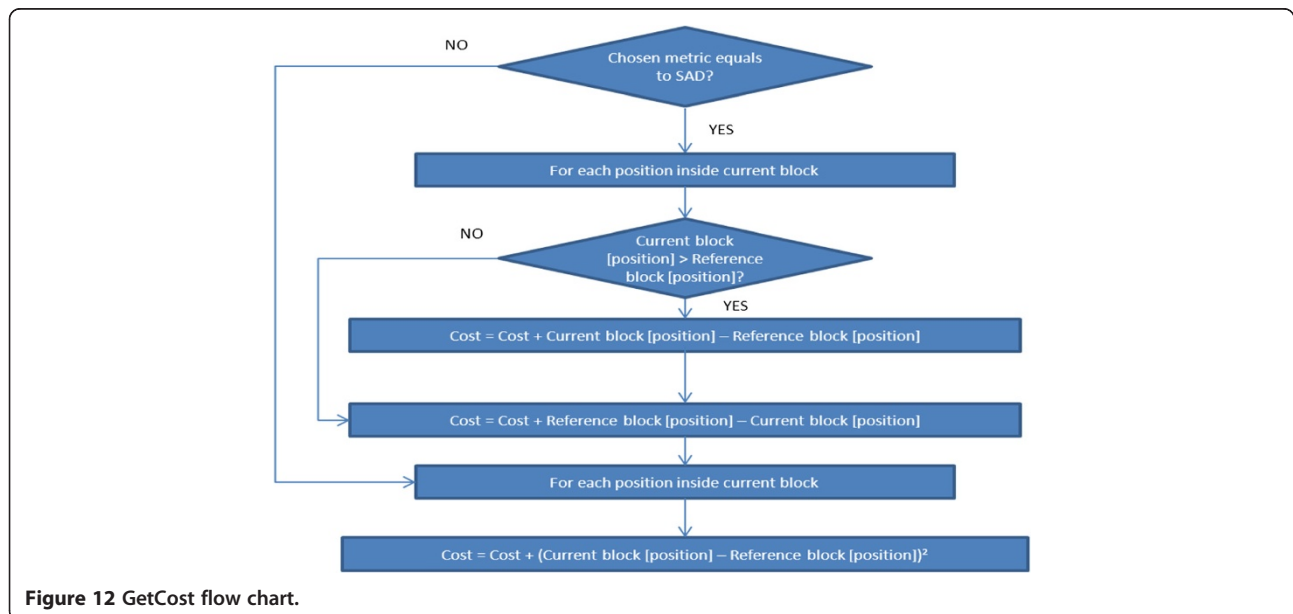 NO
Chosen metric equals
to SAD?
YES
For each position inside current block
NO
Current block
[position] > Reference
block [position]?
YES
Cost = Cost + Current block [position] – Reference block [position]
Cost = Cost + Reference block [position] – Current block [position]
For each position inside current block
Cost = Cost + (Current block [position] – Reference block [position])²
Figure 12 GetCost flow chart.